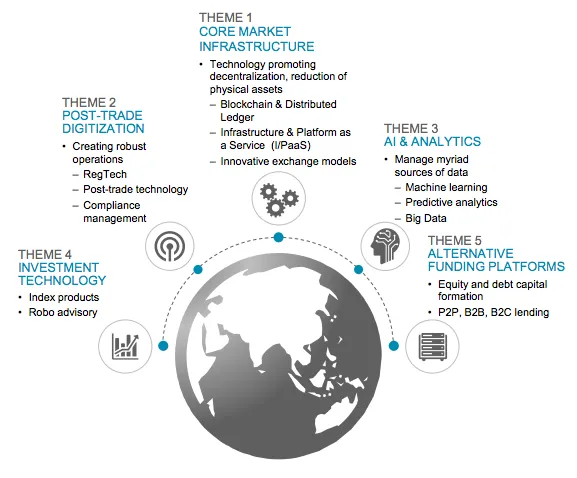 THEME 1
CORE MARKET
INFRASTRUCTURE
• Technology promoting
decentralization, reduction of
physical assets
– Blockchain & Distributed
Ledger
– Infrastructure & Platform as
a Service (I/PaaS)
– Innovative exchange models
THEME 2
POST-TRADE
DIGITIZATION
• Creating robust
operations
– RegTech
– Post-trade technology
– Compliance
management
THEME 3
AI & ANALYTICS
• Manage myriad
sources of data
– Machine learning
– Predictive analytics
– Big Data
THEME 4
INVESTMENT
TECHNOLOGY
• Index products
• Robo advisory
THEME 5
ALTERNATIVE
FUNDING PLATFORMS
• Equity and debt capital
formation
• P2P, B2B, B2C lending